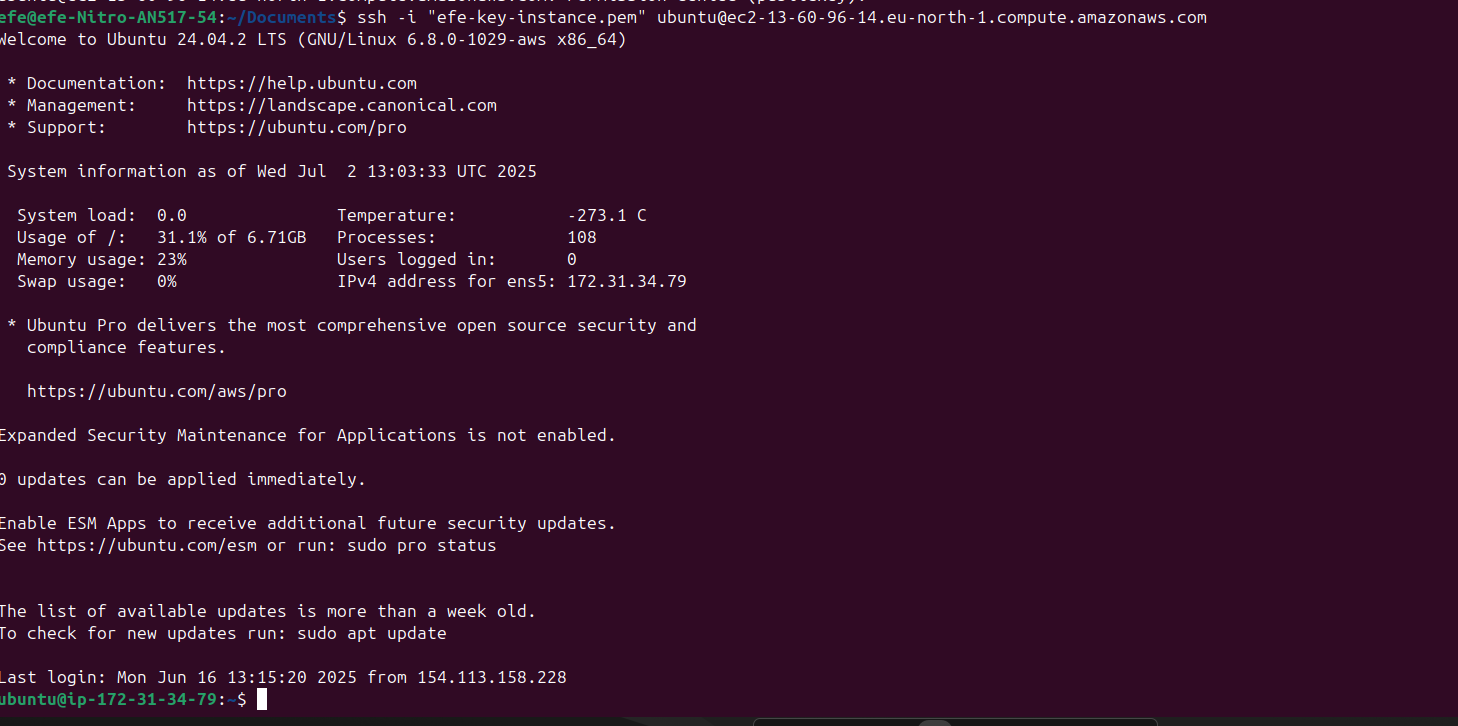 efe@efe-Nitro-AN517-54:~/Documents$ ssh -i "efe-key-instance.pem" ubuntu@ec2-13-60-96-14.eu-north-1.compute.amazonaws.com
Welcome to Ubuntu 24.04.2 LTS (GNU/Linux 6.8.0-1029-aws x86_64)
* Documentation:  https://help.ubuntu.com
* Management:     https://landscape.canonical.com
* Support:        https://ubuntu.com/pro
System information as of Wed Jul  2 13:03:33 UTC 2025
System load:  0.0               Temperature:           -273.1 C
Usage of /:   31.1% of 6.71GB   Processes:             108
Memory usage: 23%               Users logged in:       0
Swap usage:   0%                IPv4 address for ens5: 172.31.34.79
* Ubuntu Pro delivers the most comprehensive open source security and
compliance features.
https://ubuntu.com/aws/pro
Expanded Security Maintenance for Applications is not enabled.
0 updates can be applied immediately.
Enable ESM Apps to receive additional future security updates.
See https://ubuntu.com/esm or run: sudo pro status
The list of available updates is more than a week old.
To check for new updates run: sudo apt update
Last login: Mon Jun 16 13:15:20 2025 from 154.113.158.228
ubuntu@ip-172-31-34-79:~$